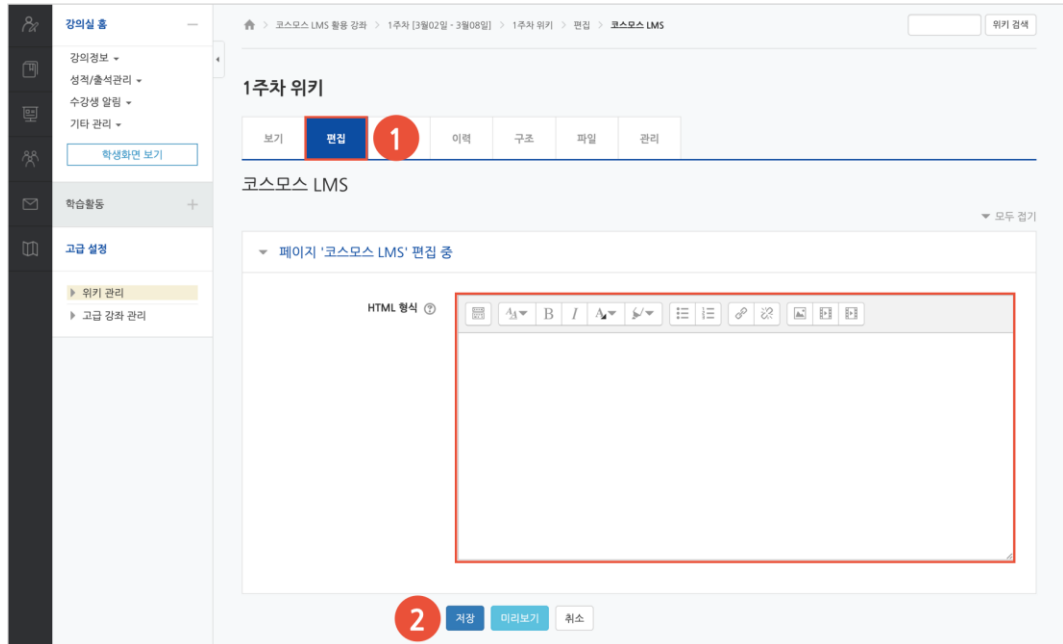 강의실 홈
강의정보
성적/출석관리
수강생 알림
기타 관리
학생화면 보기
학습활동
고급 설정
위키 관리
고급 강좌 관리
코스모스 LMS 활용 강좌 > 1주차 [3월02일 - 3월08일] > 1주차 위키 > 편집 > 코스모스 LMS
위키 검색
1주차 위키
보기 편집 1 이력 구조 파일 관리
코스모스 LMS
모두 접기
페이지 '코스모스 LMS' 편집 중
HTML 형식
B I
2 저장 미리보기 취소